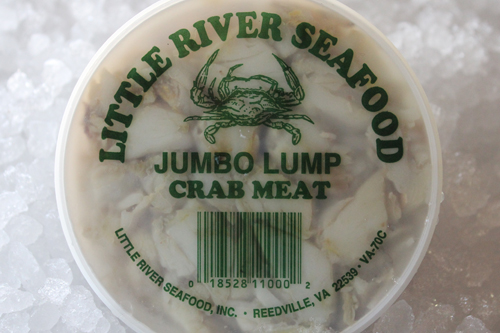 LITTLE RIVER SEAFOOD
JUMBO LUMP
CRAB MEAT
0 18528 11000 2
LITTLE RIVER SEAFOOD, INC. • REEDVILLE, VA 22539 • VA-70C